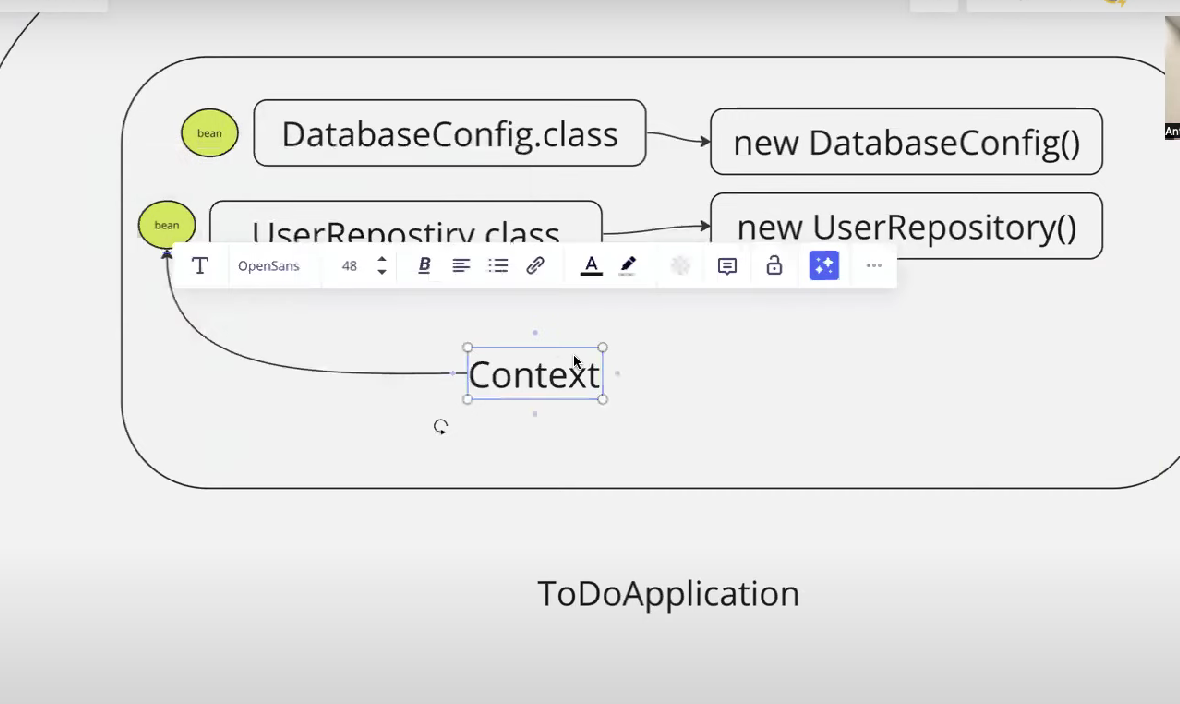 bean
DatabaseConfig.class
new DatabaseConfig()
bean
UserRepostiry.class
new UserRepository()
T
OpenSans
48
B
A
Context
ToDoApplication